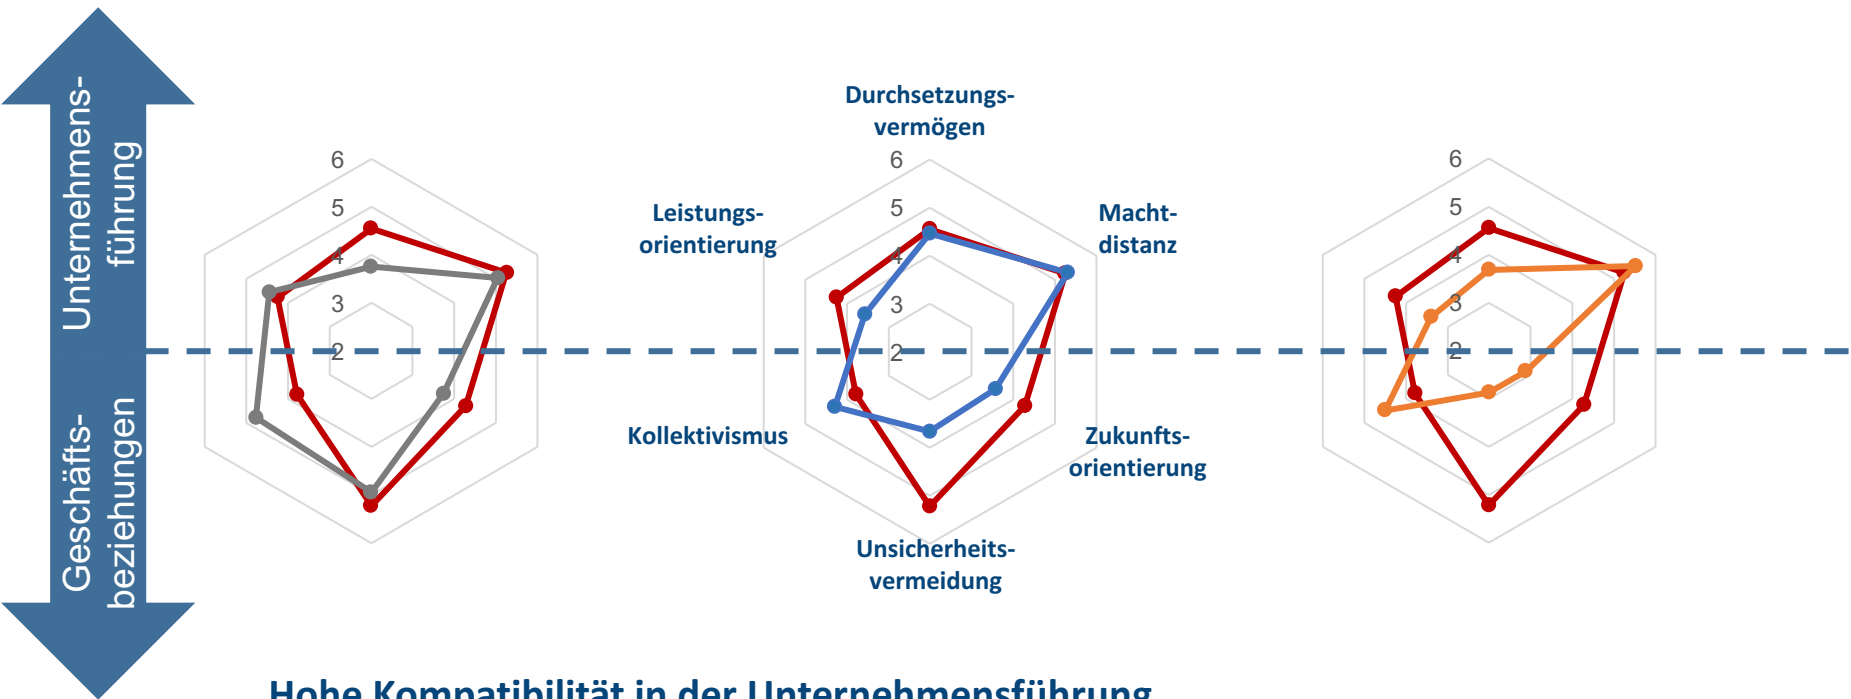 Unternehmens-
führung
Geschäfts-
beziehungen
6
5
4
3
2
Durchsetzungs-
vermögen
Leistungs-
orientierung
Macht-
distanz
6
5
4
3
2
Kollektivismus
Zukunfts-
orientierung
Unsicherheits-
vermeidung
6
5
4
3
2
Hohe Kompatibilität in der Unternehmensführung